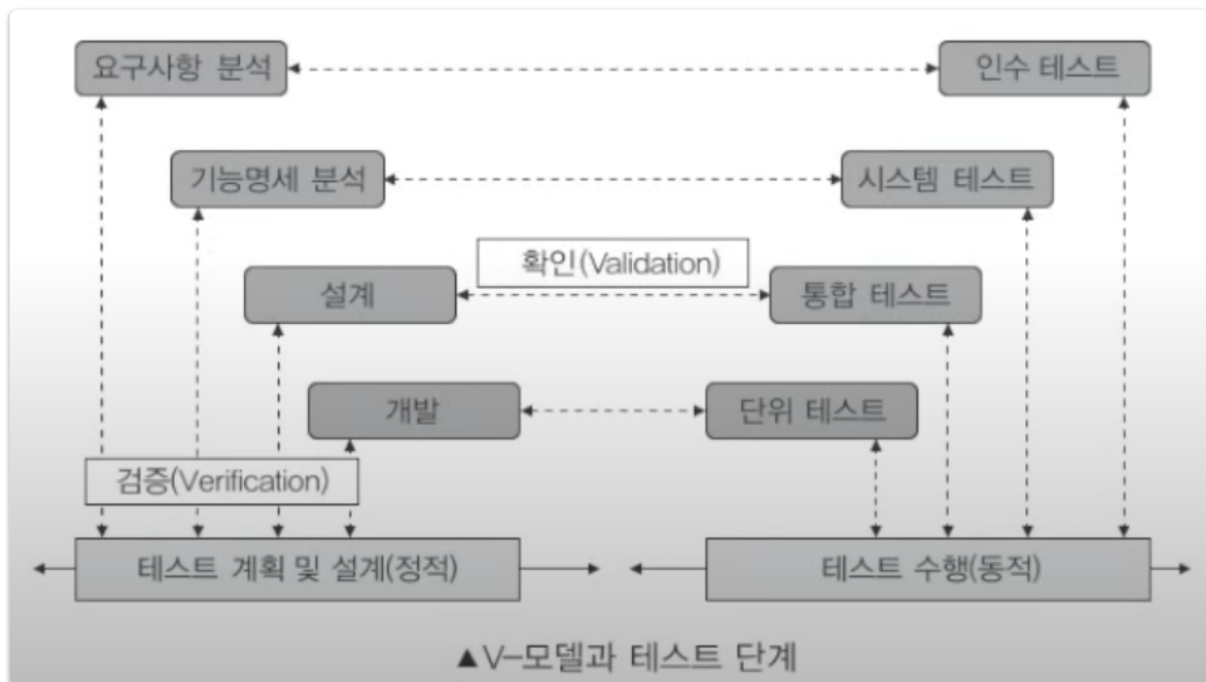 요구사항 분석
인수 테스트
기능명세 분석
시스템 테스트
확인(Validation)
설계
통합 테스트
개발
단위 테스트
검증(Verification)
테스트 계획 및 설계(정적)
테스트 수행(동적)
▲V-모델과 테스트 단계